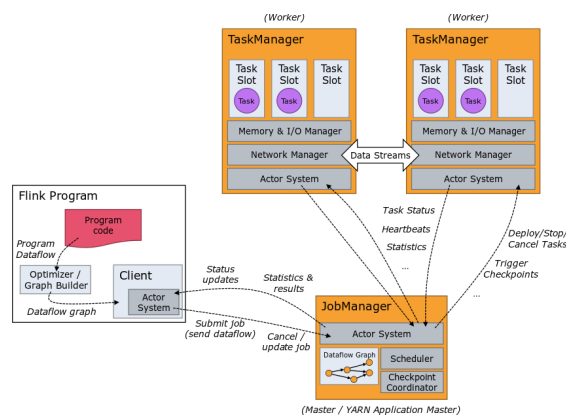 (Worker)
(Worker)
TaskManager
TaskManager
Task
Slot
Task
Slot
Task
Slot
Task
Slot
Task
Slot
Task
Slot
Task
Task
Task
Task
Memory & I/O Manager
Memory & I/O Manager
Network Manager
Data Streams
Network Manager
Actor System
Actor System
Flink Program
Program
code
Program
Dataflow
Optimizer /
Graph Builder
Dataflow graph
Client
Actor
System
Task Status
Heartbeats
Statistics
...
Deploy/Stop/
Cancel Tasks
Trigger
Checkpoints
...
Status
updates
Statistics &
results
Submit job
(send dataflow)
Cancel /
update job
JobManager
Actor System
Dataflow Graph
Scheduler
Checkpoint
Coordinator
(Master / YARN Application Master)